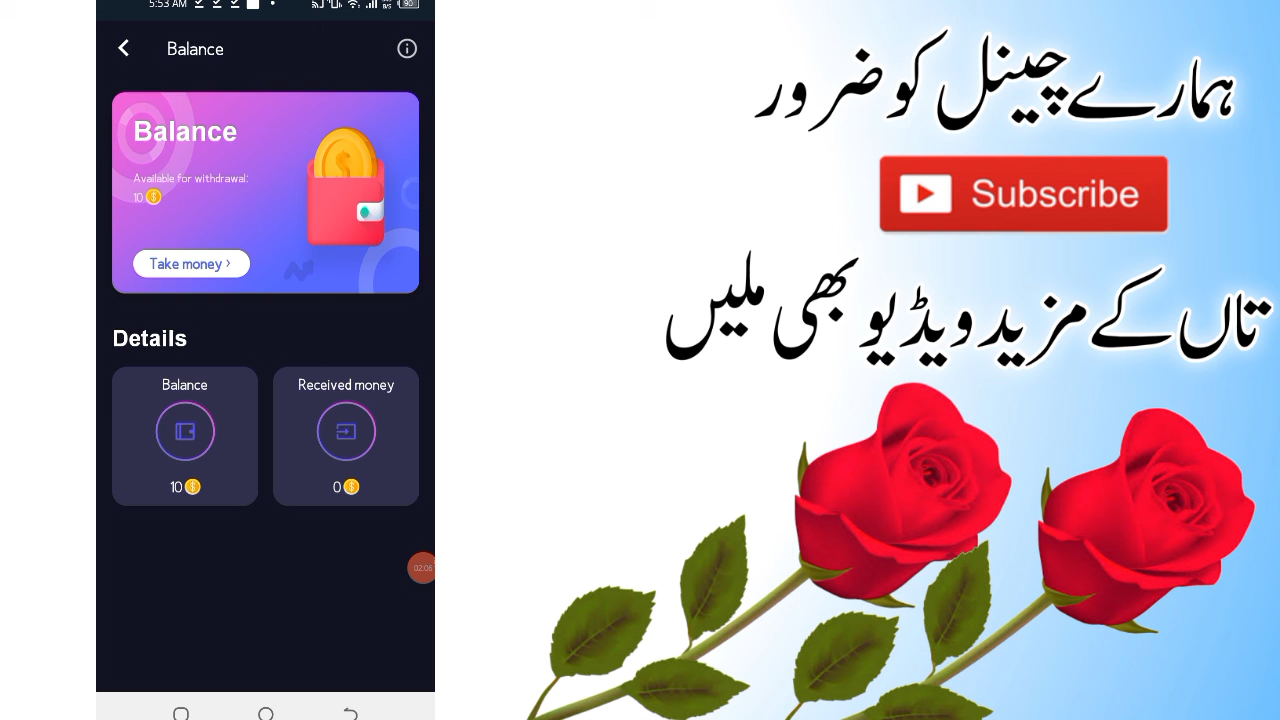 5:53 AM
90
Balance
Balance
Available for withdrawal:
10
Take money ›
Details
Balance
Received money
10
0
02:06
ہمارے چینل کو ضرور
Subscribe
تاں کے مزید ویڈیو بھی ملیں